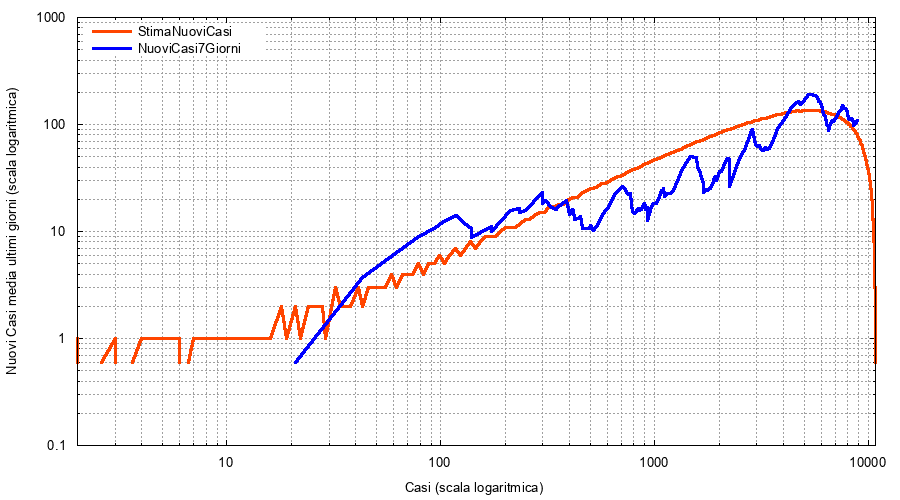 1000
100
10
1
0.1
StimaNuoviCasi
NuoviCasi7Giorni
Nuovi Casi media ultimi giorni (scala logaritmica)
10
100
1000
10000
Casi (scala logaritmica)